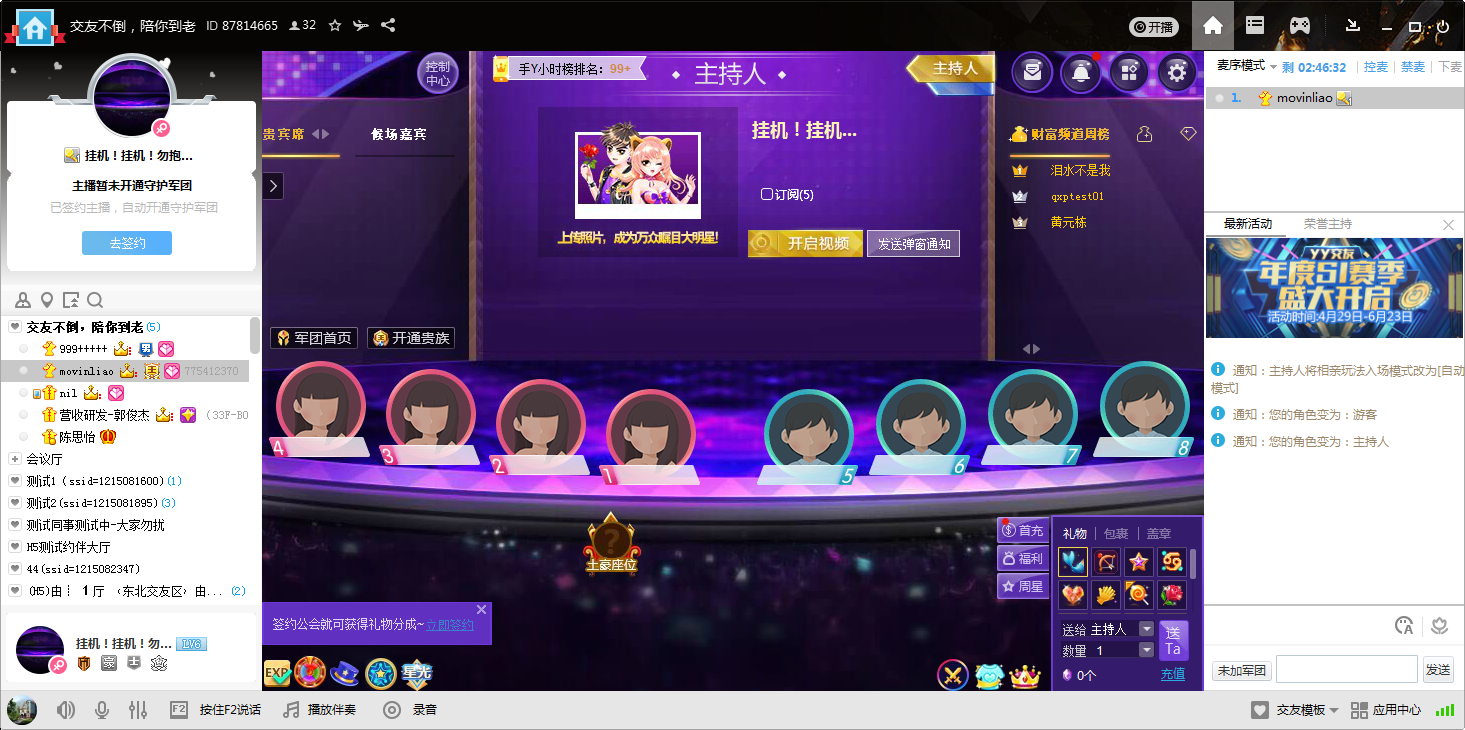 交友不倒，陪你到老 ID 87814665 32
开播
控制中心
手Y小时榜排名: 99+
主持人
主持人
麦序模式 剩 02:46:32 控麦 禁麦 下麦
1. movinliao
挂机！挂机！勿抱...
主播暂未开通守护军团
已签约主播，自动开通守护军团
去签约
贵宾席
候场嘉宾
挂机！挂机...
订阅(5)
上传照片，成为万众瞩目大明星!
开启视频
发送弹窗通知
财富频道周榜
1 泪水不是我
2 qxptest01
3 黄元栋
军团首页
开通贵族
最新活动 荣誉主持
YY交友
年度S1赛季
盛大开启
活动时间:4月29日-6月23日
通知：主持人将相亲玩法入场模式改为[自动
模式]
通知：您的角色变为：游客
通知：您的角色变为：主持人
交友不倒，陪你到老 (5)
999+++++
movinliao 775412370
nil
营收研发-郭俊杰 (33F-BO
陈思怡
会议厅
测试1 (ssid=1215081600) (1)
测试2(ssid=1215081895) (3)
测试同事测试中-大家勿扰
H5测试约伴大厅
44(ssid=1215082347)
(H5)由┊ 1 厅 (东北交友区) 由... (2)
4
3
2
1
5
6
7
8
?
土豪座位
首充
福利
周星
礼物 包裹 盖章
送给 主持人
数量 1
送Ta
0个
充值
签约公会就可获得礼物分成~立即签约
EXP
星光
挂机！挂机！勿... LV6
未加军团
发送
F2 按住F2说话 播放伴奏 录音
交友模板 应用中心